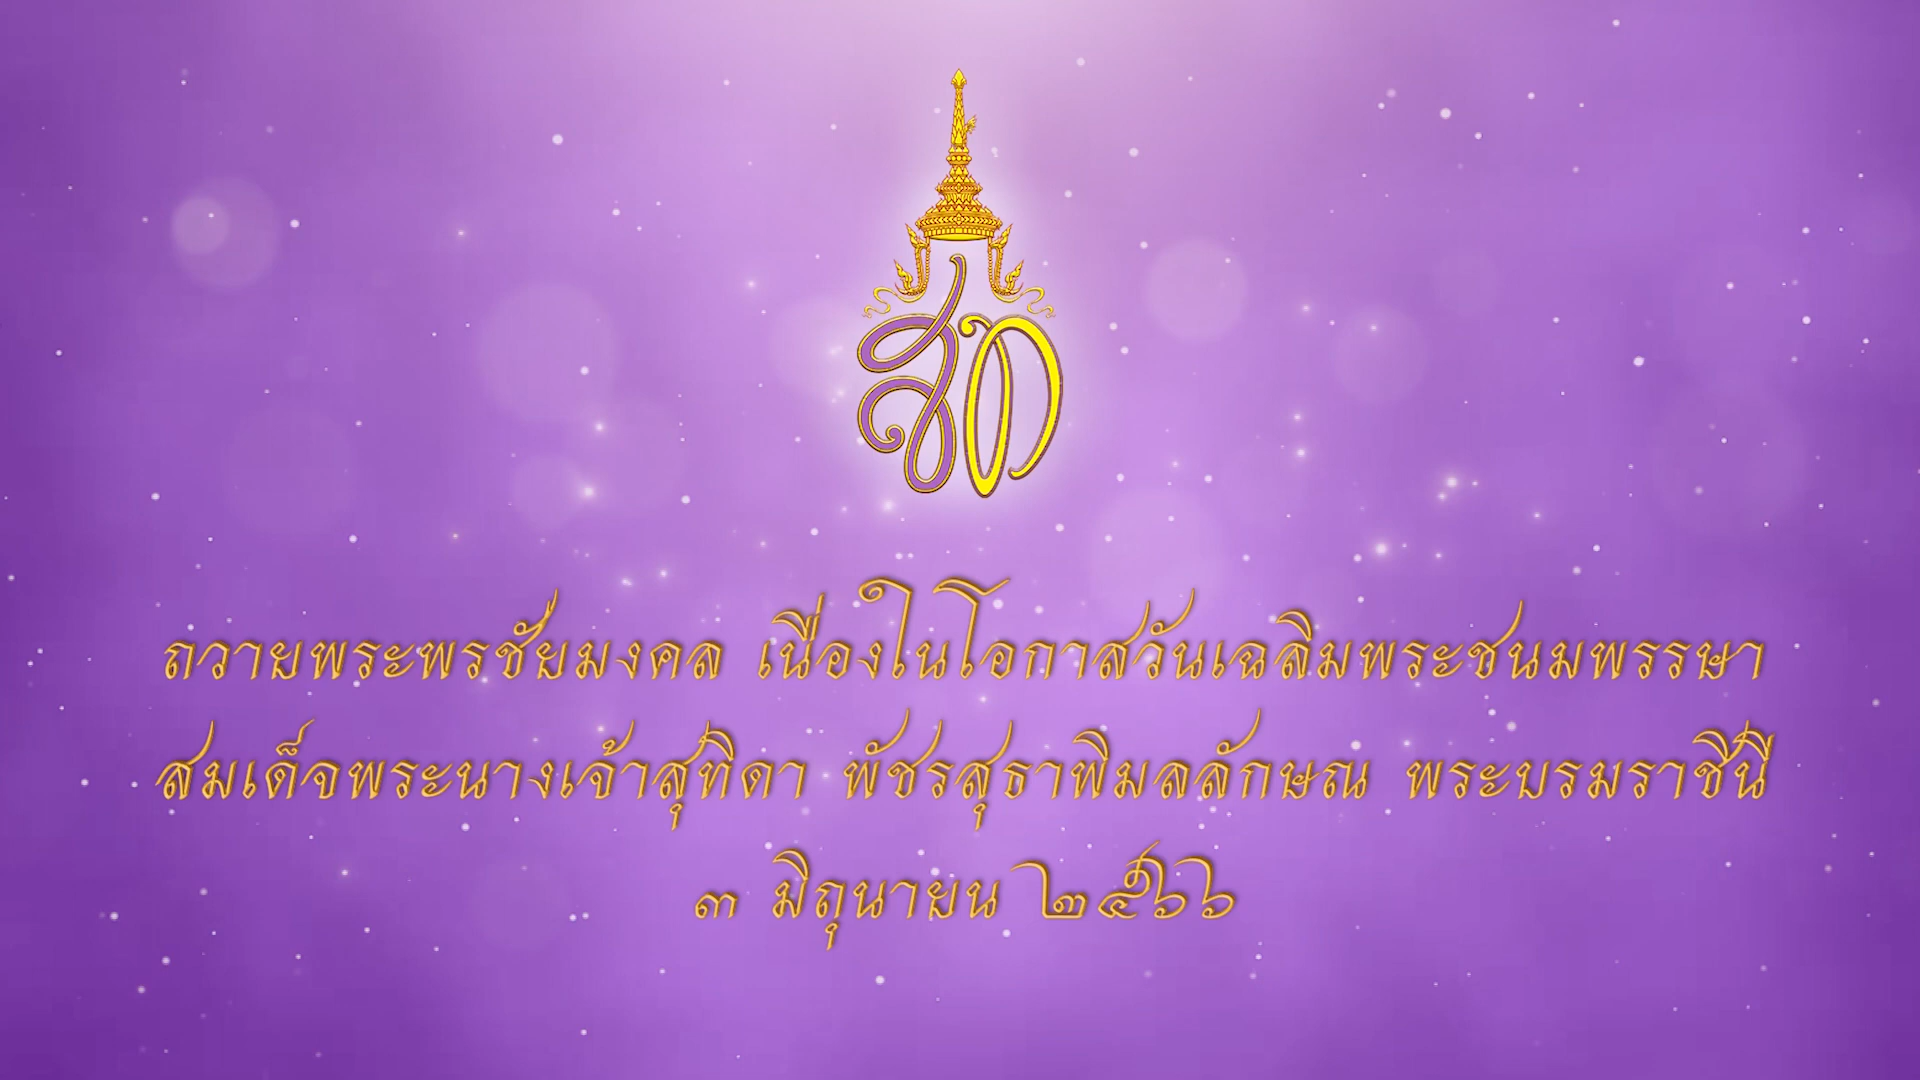 สท
ถวายพระพรชัยมงคล เนื่องในโอกาสวันเฉลิมพระชนมพรรษา
สมเด็จพระนางเจ้าสุทิดา พัชรสุธาพิมลลักษณ พระบรมราชินี
๓ มิถุนายน ๒๕๖๖